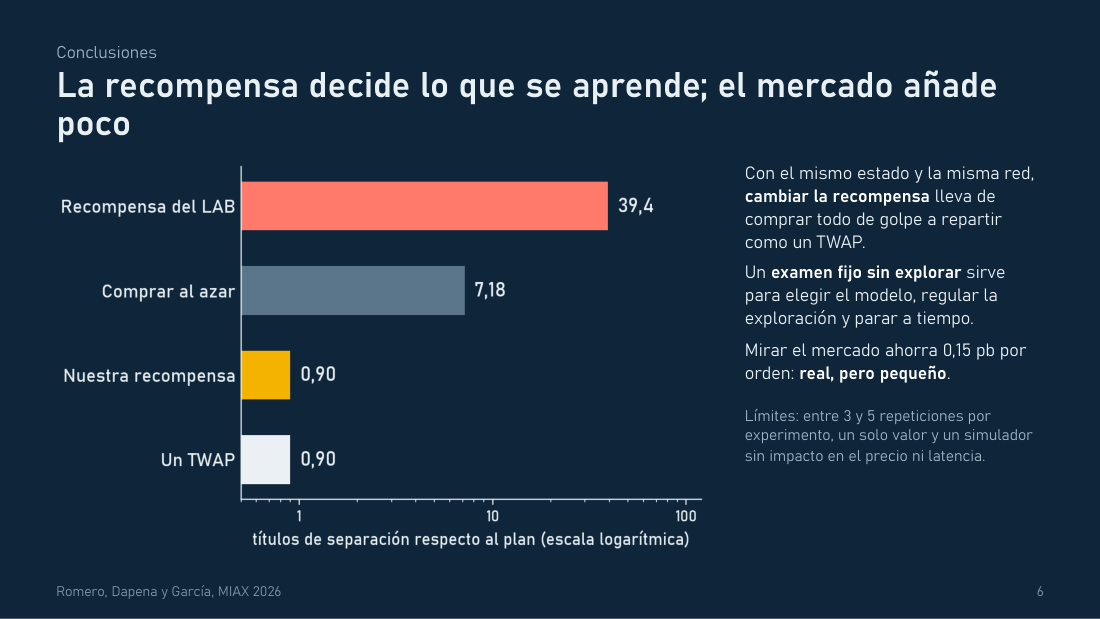 Conclusiones
La recompensa decide lo que se aprende; el mercado añade
poco
Recompensa del LAB
39,4
Comprar al azar
7,18
Nuestra recompensa
0,90
Un TWAP
0,90
1
10
100
títulos de separación respecto al plan (escala logarítmica)
Con el mismo estado y la misma red,
cambiar la recompensa lleva de
comprar todo de golpe a repartir
como un TWAP.
Un examen fijo sin explorar sirve
para elegir el modelo, regular la
exploración y parar a tiempo.
Mirar el mercado ahorra 0,15 pb por
orden: real, pero pequeño.
Límites: entre 3 y 5 repeticiones por
experimento, un solo valor y un simulador
sin impacto en el precio ni latencia.
Romero, Dapena y García, MIAX 2026
6